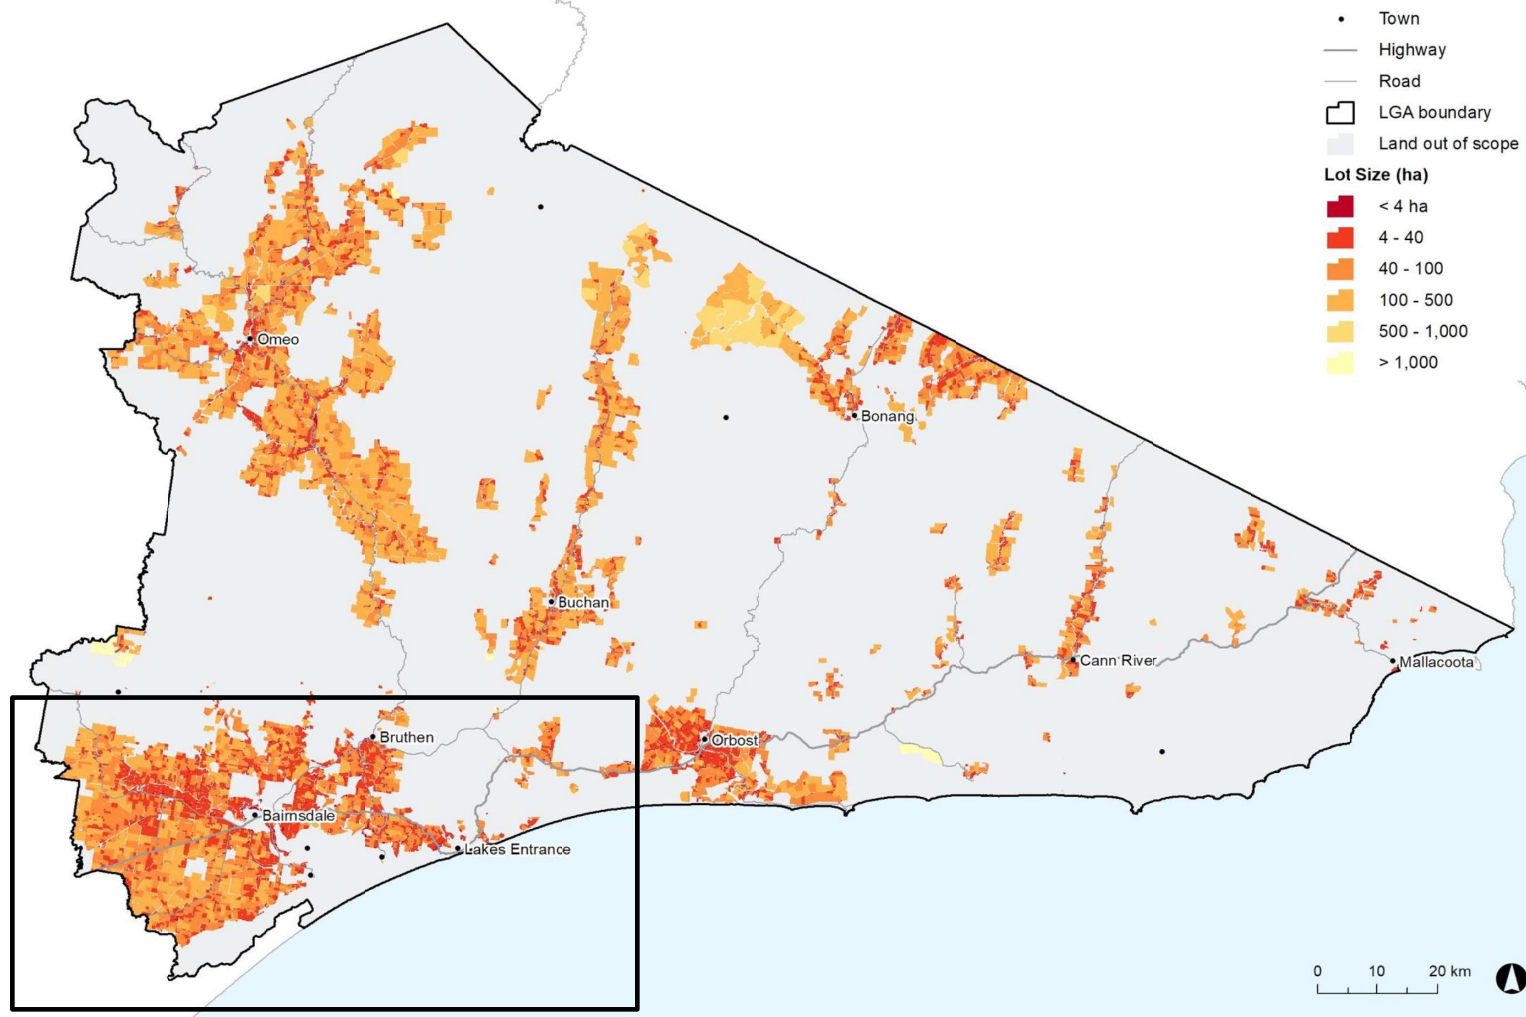 Town
Highway
Road
LGA boundary
Land out of scope
Lot Size (ha)
< 4 ha
4 - 40
40 - 100
100 - 500
500 - 1,000
> 1,000
Omeo
Bonang
Buchan
Cann River
Mallacoota
Bruthen
Orbost
Bairnsdale
Lakes Entrance
0 10 20 km